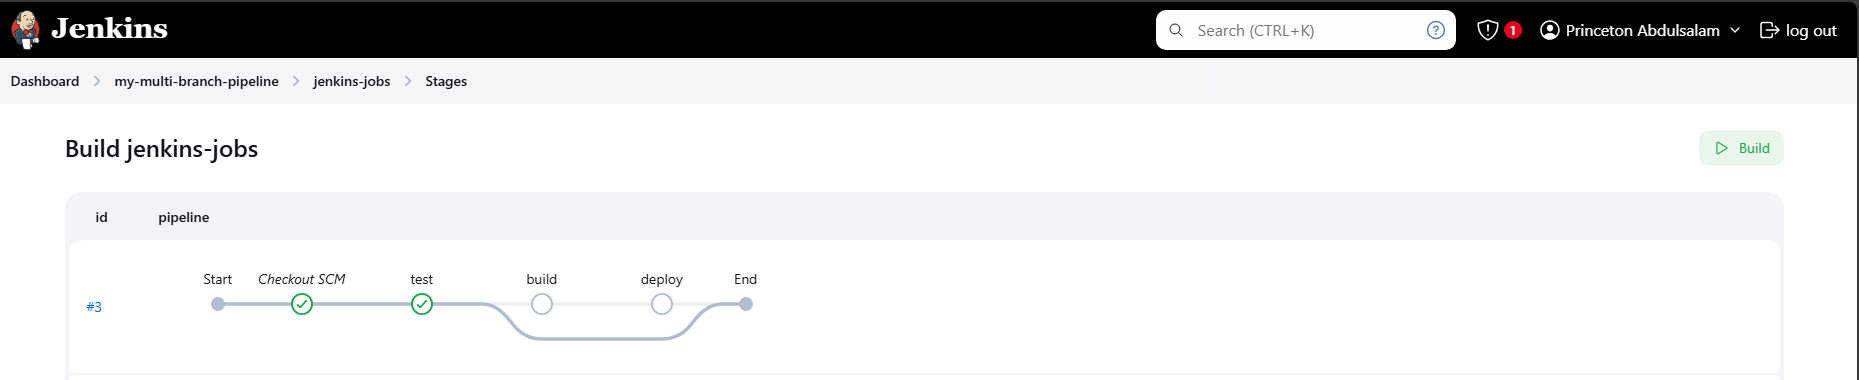 Jenkins
Search (CTRL+K)
?
1
Princeton Abdulsalam
log out
Dashboard > my-multi-branch-pipeline > jenkins-jobs > Stages
Build jenkins-jobs
Build
id pipeline
Start Checkout SCM test build deploy End
#3